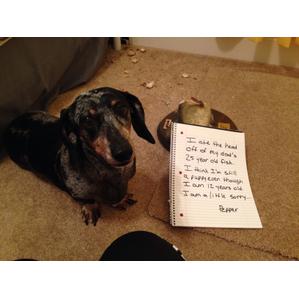 I ate the head
off of my dad's
25 year old fish.
I think I'm still
a puppy even though
I am 12 years old
I am a little sorry...
Pepper